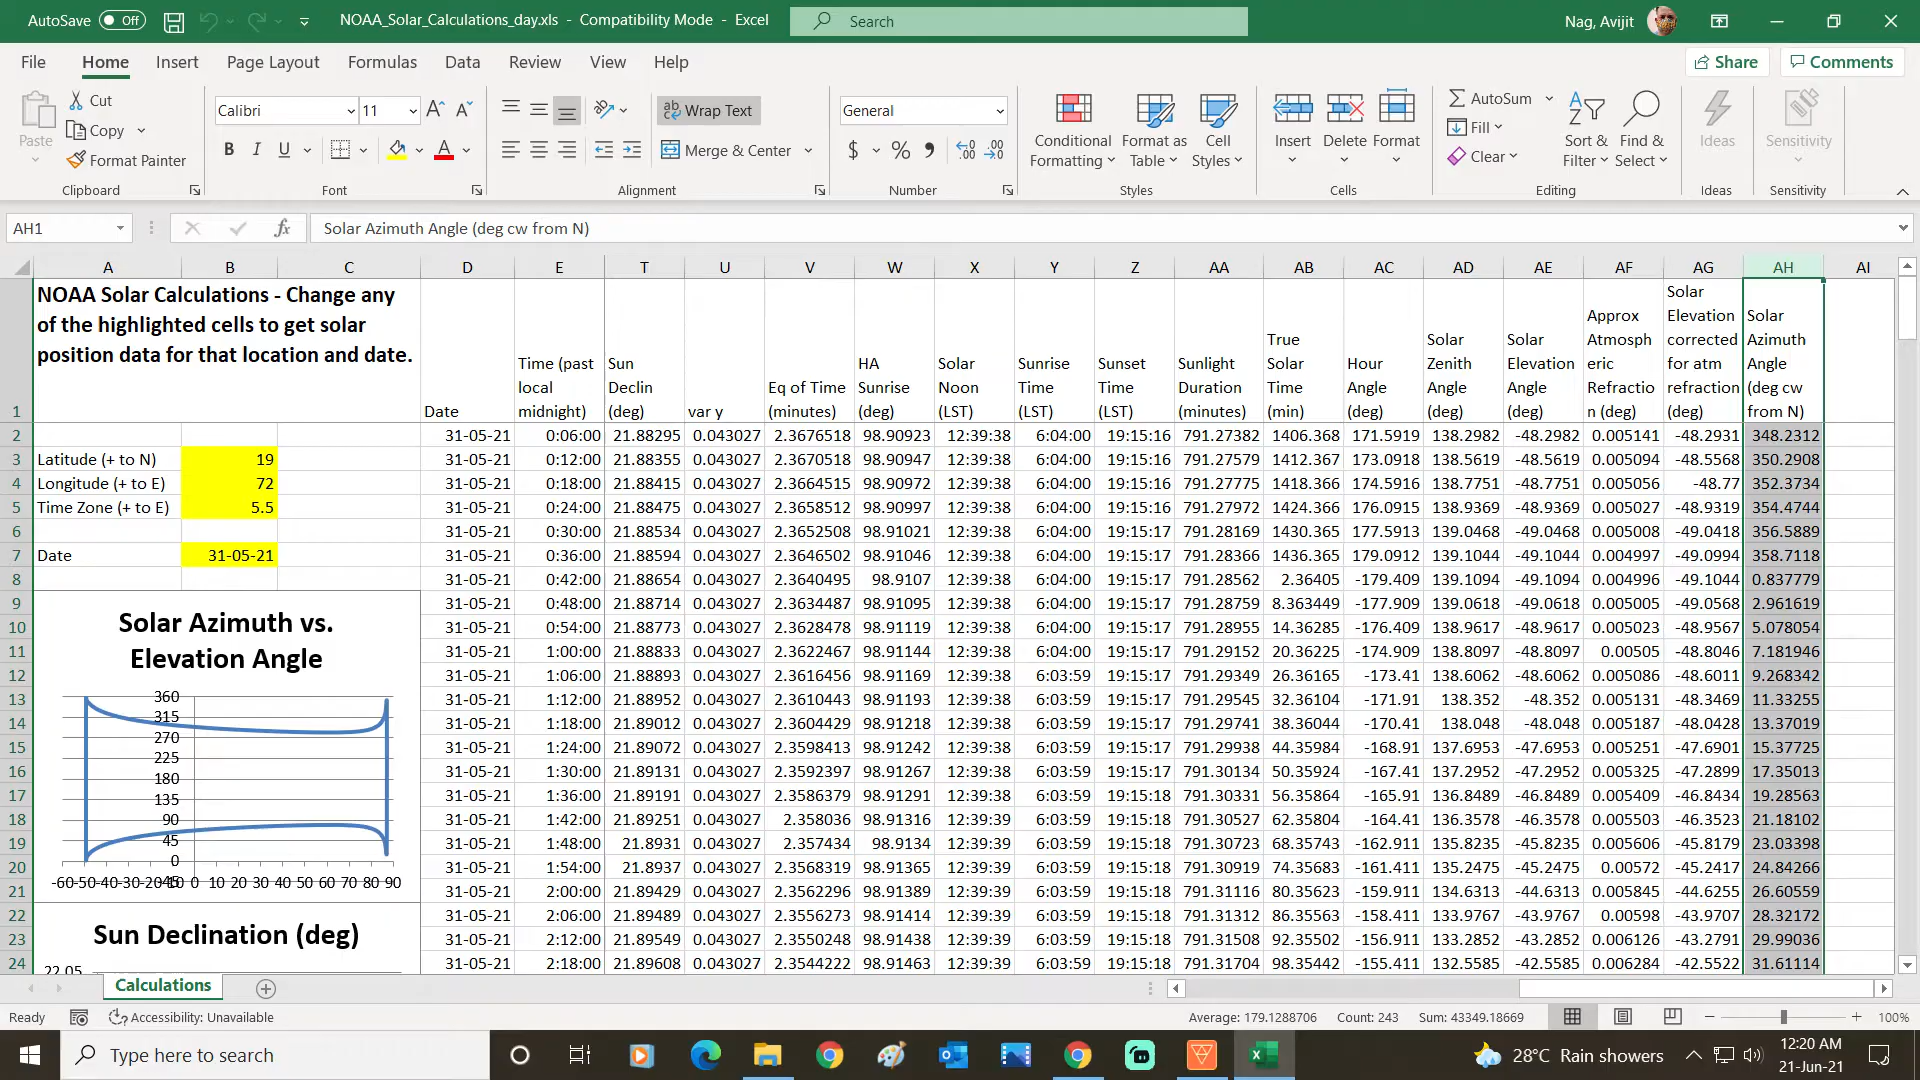 AutoSave Off NOAA_Solar_Calculations_day.xls - Compatibility Mode - Excel Search Nag, Avijit
File Home Insert Page Layout Formulas Data Review View Help Share Comments
Paste Cut Copy Format Painter Clipboard
Calibri 11 B I U A Font
Wrap Text Merge & Center Alignment
General $ % Number
Conditional Formatting Format as Table Cell Styles Styles
Insert Delete Format Cells
AutoSum Fill Clear Sort & Filter Find & Select Editing
Ideas Ideas
Sensitivity Sensitivity
AH1 fx Solar Azimuth Angle (deg cw from N)
A B C D E T U V W X Y Z AA AB AC AD AE AF AG AH AI
NOAA Solar Calculations - Change any
of the highlighted cells to get solar
position data for that location and date.
1 Date Time (past local midnight) Sun Declin (deg) var y Eq of Time (minutes) HA Sunrise (deg) Solar Noon (LST) Sunrise Time (LST) Sunset Time (LST) Sunlight Duration (minutes) True Solar Time (min) Hour Angle (deg) Solar Zenith Angle (deg) Solar Elevation Angle (deg) Approx Atmospheric Refraction (deg) Solar Elevation corrected for atm refraction (deg) Solar Azimuth Angle (deg cw from N)
2 31-05-21 0:06:00 21.88295 0.043027 2.3676518 98.90923 12:39:38 6:04:00 19:15:16 791.27382 1406.368 171.5919 138.2982 -48.2982 0.005141 -48.2931 348.2312
3 Latitude (+ to N) 19 31-05-21 0:12:00 21.88355 0.043027 2.3670518 98.90947 12:39:38 6:04:00 19:15:16 791.27579 1412.367 173.0918 138.5619 -48.5619 0.005094 -48.5568 350.2908
4 Longitude (+ to E) 72 31-05-21 0:18:00 21.88415 0.043027 2.3664515 98.90972 12:39:38 6:04:00 19:15:16 791.27775 1418.366 174.5916 138.7751 -48.7751 0.005056 -48.77 352.3734
5 Time Zone (+ to E) 5.5 31-05-21 0:24:00 21.88475 0.043027 2.3658512 98.90997 12:39:38 6:04:00 19:15:16 791.27972 1424.366 176.0915 138.9369 -48.9369 0.005027 -48.9319 354.4744
6 31-05-21 0:30:00 21.88534 0.043027 2.3652508 98.91021 12:39:38 6:04:00 19:15:16 791.28169 1430.365 177.5913 139.0468 -49.0468 0.005008 -49.0418 356.5889
7 Date 31-05-21 31-05-21 0:36:00 21.88594 0.043027 2.3646502 98.91046 12:39:38 6:04:00 19:15:16 791.28366 1436.365 179.0912 139.1044 -49.1044 0.004997 -49.0994 358.7118
8 31-05-21 0:42:00 21.88654 0.043027 2.3640495 98.9107 12:39:38 6:04:00 19:15:17 791.28562 2.36405 -179.409 139.1094 -49.1094 0.004996 -49.1044 0.837779
9 31-05-21 0:48:00 21.88714 0.043027 2.3634487 98.91095 12:39:38 6:04:00 19:15:17 791.28759 8.363449 -177.909 139.0618 -49.0618 0.005005 -49.0568 2.961619
10 31-05-21 0:54:00 21.88773 0.043027 2.3628478 98.91119 12:39:38 6:04:00 19:15:17 791.28955 14.36285 -176.409 138.9617 -48.9617 0.005023 -48.9567 5.078054
11 31-05-21 1:00:00 21.88833 0.043027 2.3622467 98.91144 12:39:38 6:04:00 19:15:17 791.29152 20.36225 -174.909 138.8097 -48.8097 0.00505 -48.8046 7.181946
12 31-05-21 1:06:00 21.88893 0.043027 2.3616456 98.91169 12:39:38 6:03:59 19:15:17 791.29349 26.36165 -173.41 138.6062 -48.6062 0.005086 -48.6011 9.268342
13 31-05-21 1:12:00 21.88952 0.043027 2.3610443 98.91193 12:39:38 6:03:59 19:15:17 791.29545 32.36104 -171.91 138.352 -48.352 0.005131 -48.3469 11.33255
14 31-05-21 1:18:00 21.89012 0.043027 2.3604429 98.91218 12:39:38 6:03:59 19:15:17 791.29741 38.36044 -170.41 138.048 -48.048 0.005187 -48.0428 13.37019
15 31-05-21 1:24:00 21.89072 0.043027 2.3598413 98.91242 12:39:38 6:03:59 19:15:17 791.29938 44.35984 -168.91 137.6953 -47.6953 0.005251 -47.6901 15.37725
16 31-05-21 1:30:00 21.89131 0.043027 2.3592397 98.91267 12:39:38 6:03:59 19:15:17 791.30134 50.35924 -167.41 137.2952 -47.2952 0.005325 -47.2899 17.35013
17 31-05-21 1:36:00 21.89191 0.043027 2.3586379 98.91291 12:39:38 6:03:59 19:15:18 791.30331 56.35864 -165.91 136.8489 -46.8489 0.005409 -46.8434 19.28563
18 31-05-21 1:42:00 21.89251 0.043027 2.358036 98.91316 12:39:39 6:03:59 19:15:18 791.30527 62.35804 -164.41 136.3578 -46.3578 0.005503 -46.3523 21.18102
19 31-05-21 1:48:00 21.8931 0.043027 2.357434 98.9134 12:39:39 6:03:59 19:15:18 791.30723 68.35743 -162.911 135.8235 -45.8235 0.005606 -45.8179 23.03398
20 31-05-21 1:54:00 21.8937 0.043027 2.3568319 98.91365 12:39:39 6:03:59 19:15:18 791.30919 74.35683 -161.411 135.2475 -45.2475 0.00572 -45.2417 24.84266
21 31-05-21 2:00:00 21.89429 0.043027 2.3562296 98.91389 12:39:39 6:03:59 19:15:18 791.31116 80.35623 -159.911 134.6313 -44.6313 0.005845 -44.6255 26.60559
22 31-05-21 2:06:00 21.89489 0.043027 2.3556273 98.91414 12:39:39 6:03:59 19:15:18 791.31312 86.35563 -158.411 133.9767 -43.9767 0.00598 -43.9707 28.32172
23 31-05-21 2:12:00 21.89549 0.043027 2.3550248 98.91438 12:39:39 6:03:59 19:15:18 791.31508 92.35502 -156.911 133.2852 -43.2852 0.006126 -43.2791 29.99036
24 31-05-21 2:18:00 21.89608 0.043027 2.3544222 98.91463 12:39:39 6:03:59 19:15:18 791.31704 98.35442 -155.411 132.5585 -42.5585 0.006284 -42.5522 31.61114
Solar Azimuth vs.
Elevation Angle
360
315
270
225
180
135
90
45
0
-60 -50 -40 -30 -20 -10 0 10 20 30 40 50 60 70 80 90
-45
Sun Declination (deg)
22.05
Calculations
Ready Accessibility: Unavailable Average: 179.1288706 Count: 243 Sum: 43349.18669 100%
Type here to search 28°C Rain showers 12:20 AM
21-Jun-21